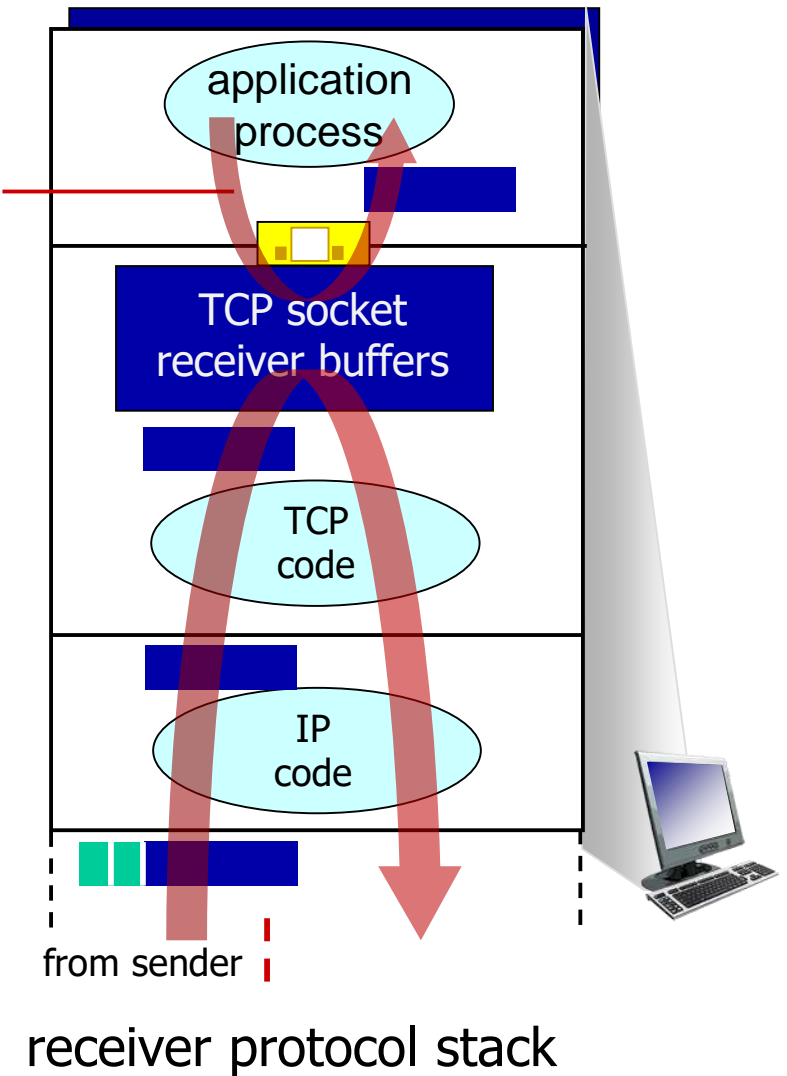 application
process
TCP socket
receiver buffers
TCP
code
IP
code
from sender
receiver protocol stack